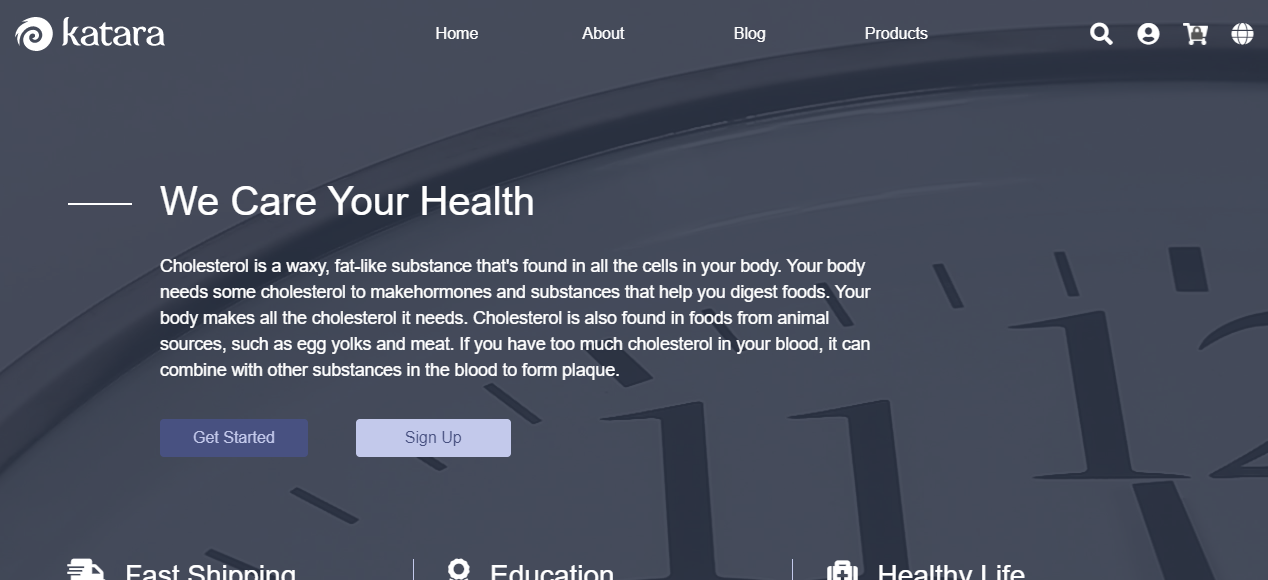 katara
Home
About
Blog
Products
We Care Your Health
Cholesterol is a waxy, fat-like substance that's found in all the cells in your body. Your body
needs some cholesterol to makehormones and substances that help you digest foods. Your
body makes all the cholesterol it needs. Cholesterol is also found in foods from animal
sources, such as egg yolks and meat. If you have too much cholesterol in your blood, it can
combine with other substances in the blood to form plaque.
Get Started
Sign Up
11
12
Fast Shipping
Education
Healthy Life